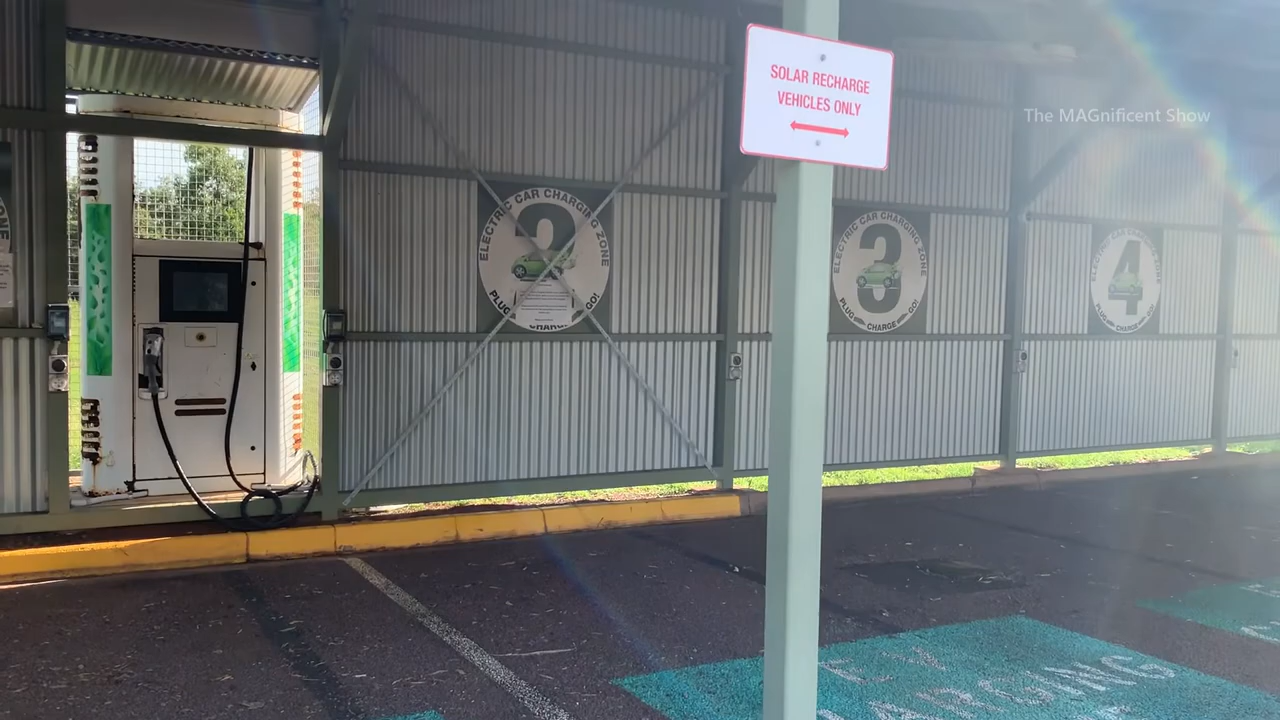 SOLAR RECHARGE
VEHICLES ONLY
The MAGnificent Show
ELECTRIC CAR CHARGING ZONE
2
PLUG
CHARGE
GO!
ELECTRIC CAR CHARGING ZONE
3
PLUG CHARGE GO!
ELECTRIC CAR CHARGING ZONE
4
PLUG CHARGE GO!